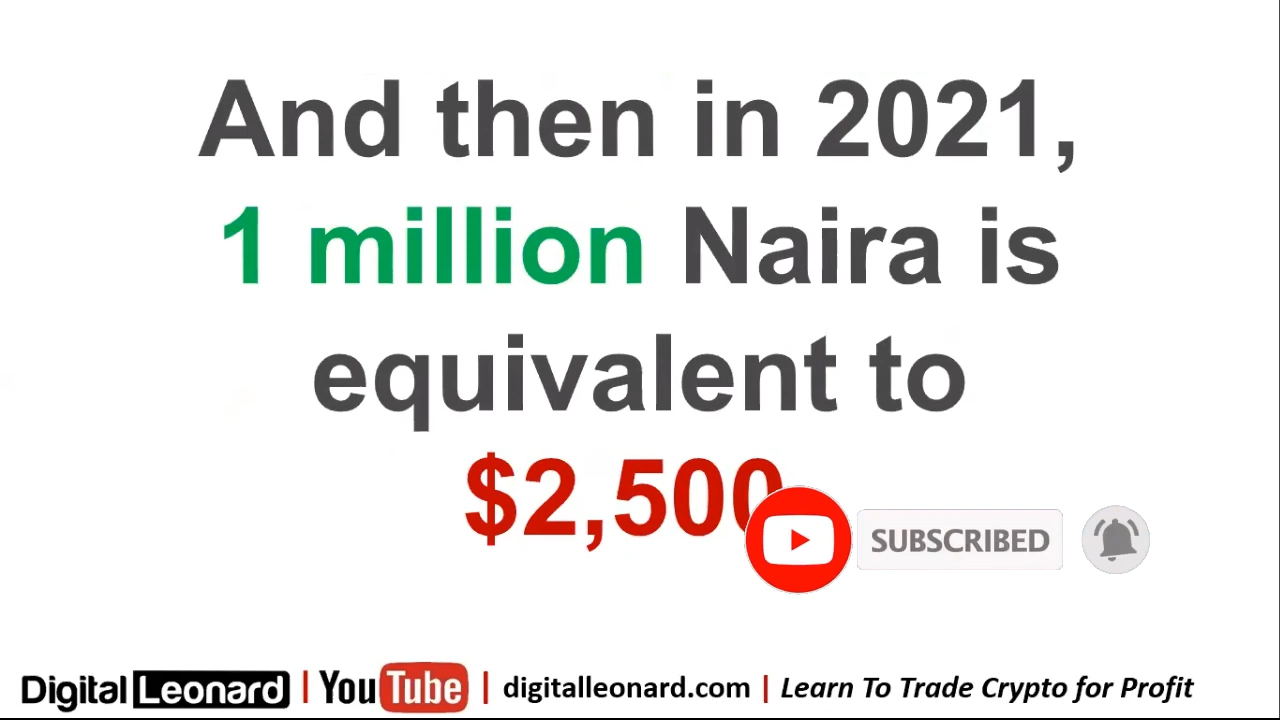 And then in 2021,
1 million Naira is
equivalent to
$2,500
SUBSCRIBED
Digital Leonard | YouTube | digitalleonard.com | Learn To Trade Crypto for Profit